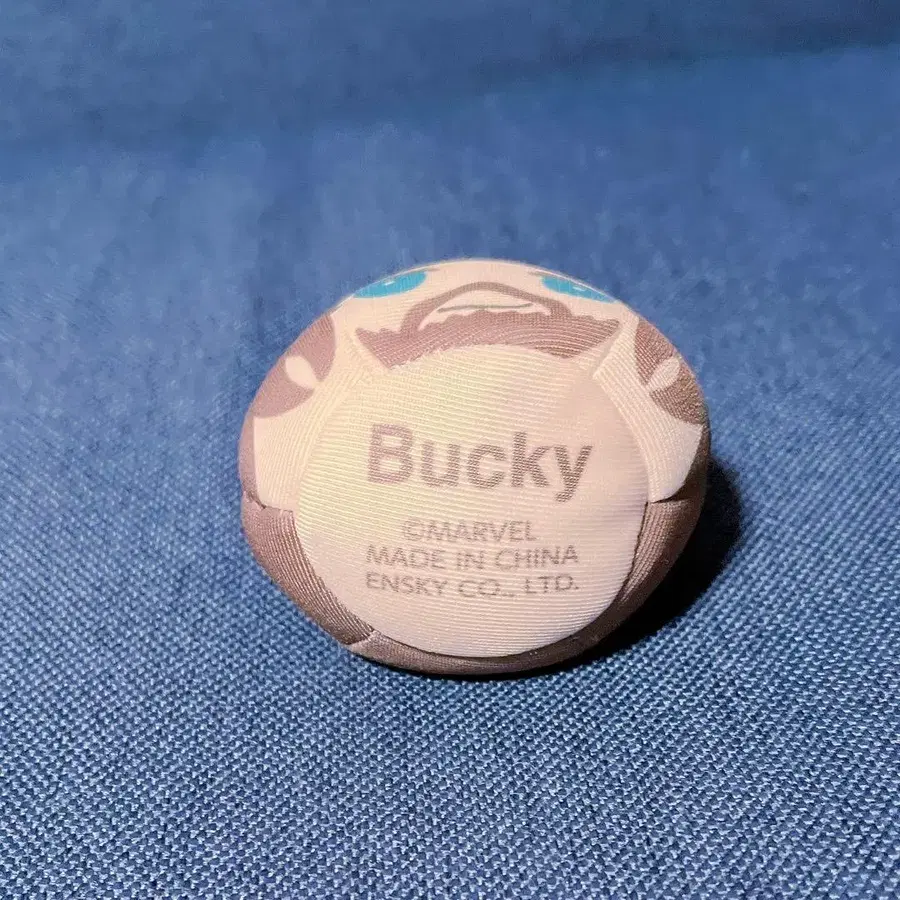 Bucky
©MARVEL
MADE IN CHINA
ENSKY CO., LTD.